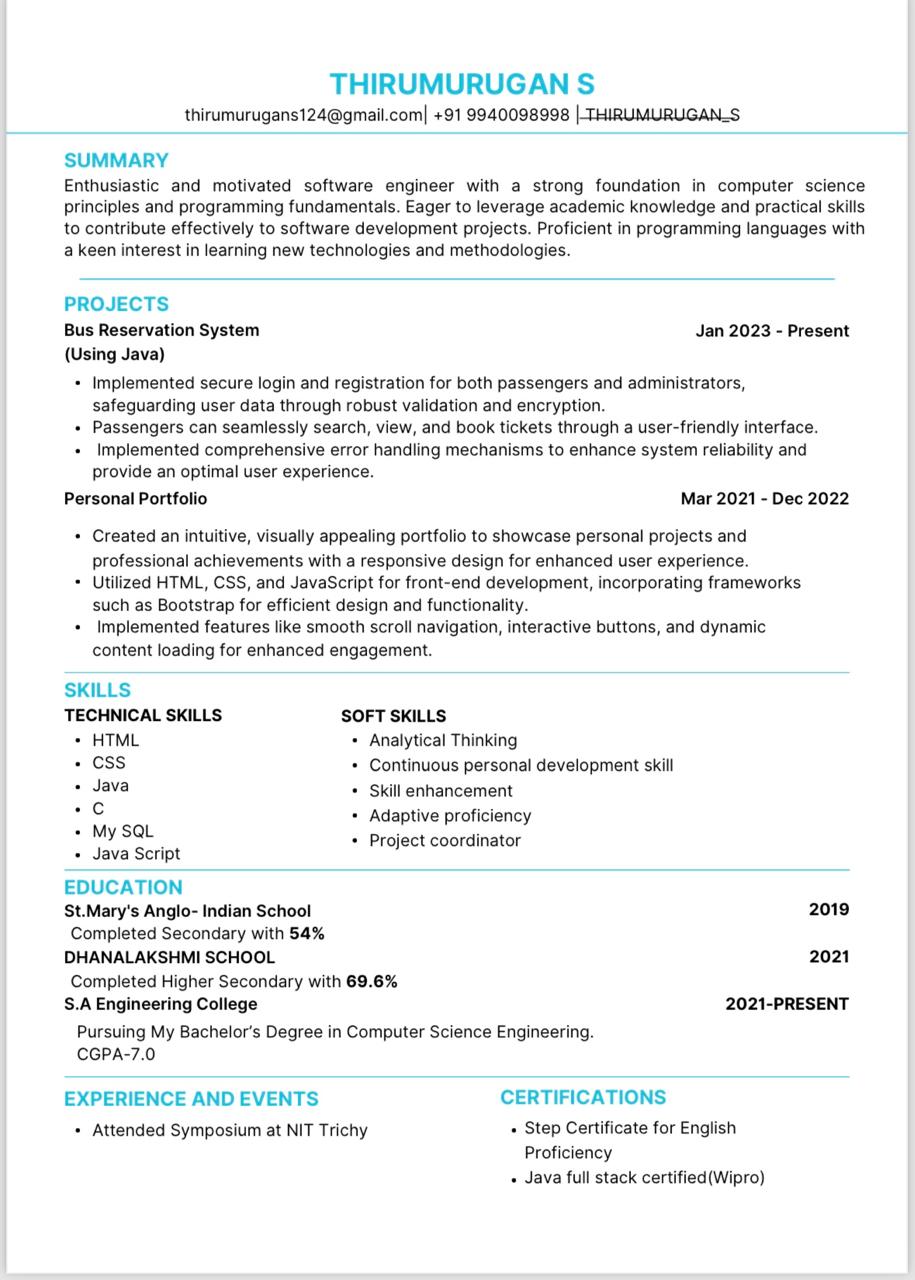 THIRUMURUGAN S
thirumurugans124@gmail.com| +91 9940098998 | THIRUMURUGAN_S
SUMMARY
Enthusiastic and motivated software engineer with a strong foundation in computer science
principles and programming fundamentals. Eager to leverage academic knowledge and practical skills
to contribute effectively to software development projects. Proficient in programming languages with
a keen interest in learning new technologies and methodologies.
PROJECTS
Bus Reservation System Jan 2023 - Present
(Using Java)
• Implemented secure login and registration for both passengers and administrators,
safeguarding user data through robust validation and encryption.
• Passengers can seamlessly search, view, and book tickets through a user-friendly interface.
• Implemented comprehensive error handling mechanisms to enhance system reliability and
provide an optimal user experience.
Personal Portfolio Mar 2021 - Dec 2022
• Created an intuitive, visually appealing portfolio to showcase personal projects and
professional achievements with a responsive design for enhanced user experience.
• Utilized HTML, CSS, and JavaScript for front-end development, incorporating frameworks
such as Bootstrap for efficient design and functionality.
• Implemented features like smooth scroll navigation, interactive buttons, and dynamic
content loading for enhanced engagement.
SKILLS
TECHNICAL SKILLS
• HTML
• CSS
• Java
• C
• My SQL
• Java Script
SOFT SKILLS
• Analytical Thinking
• Continuous personal development skill
• Skill enhancement
• Adaptive proficiency
• Project coordinator
EDUCATION
St.Mary's Anglo- Indian School 2019
Completed Secondary with 54%
DHANALAKSHMI SCHOOL 2021
Completed Higher Secondary with 69.6%
S.A Engineering College 2021-PRESENT
Pursuing My Bachelor’s Degree in Computer Science Engineering.
CGPA-7.0
EXPERIENCE AND EVENTS
• Attended Symposium at NIT Trichy
CERTIFICATIONS
• Step Certificate for English
Proficiency
• Java full stack certified(Wipro)